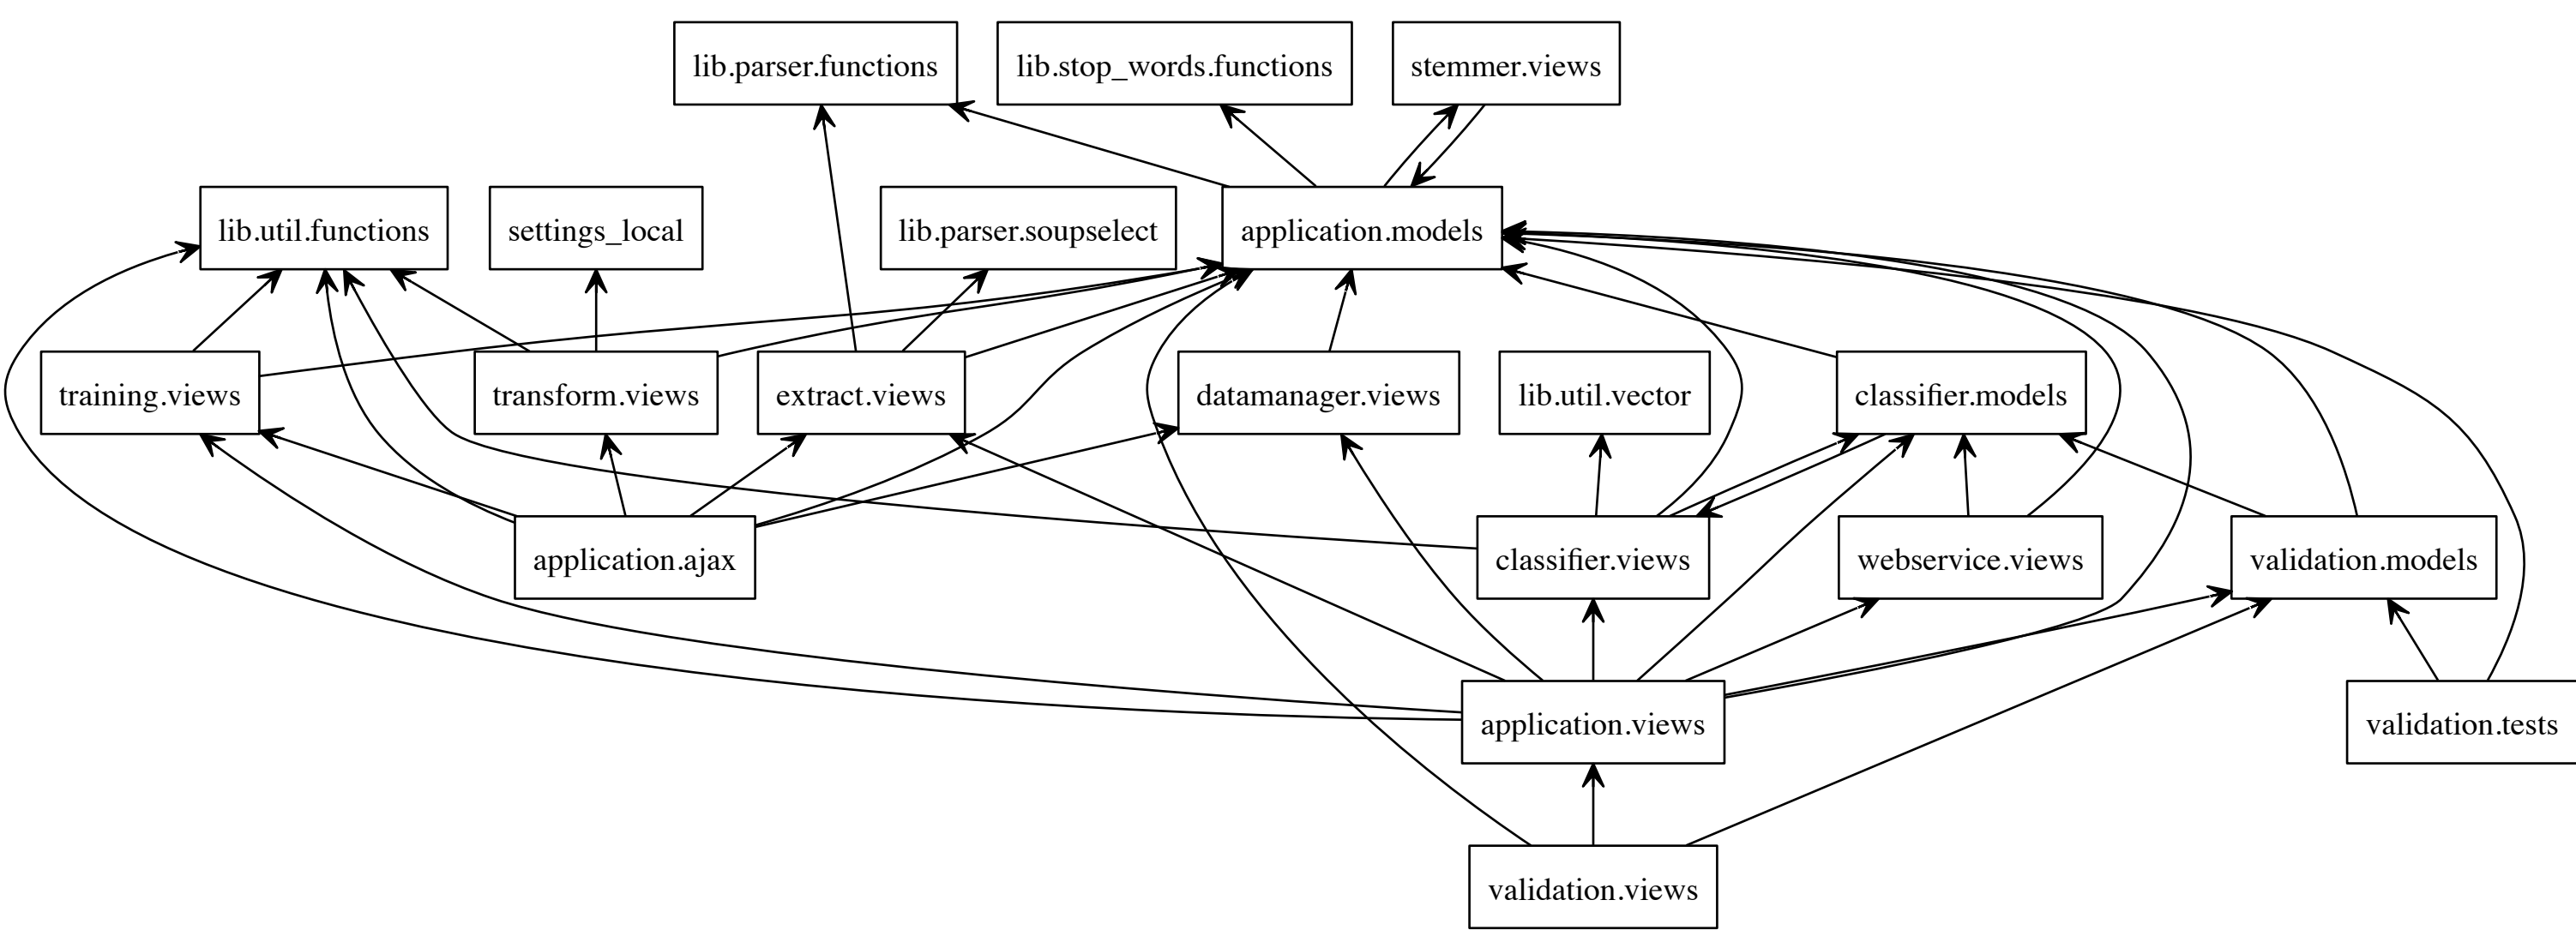 lib.parser.functions
lib.stop_words.functions
stemmer.views
lib.util.functions
settings_local
lib.parser.soupselect
application.models
training.views
transform.views
extract.views
datamanager.views
lib.util.vector
classifier.models
application.ajax
classifier.views
webservice.views
validation.models
application.views
validation.tests
validation.views